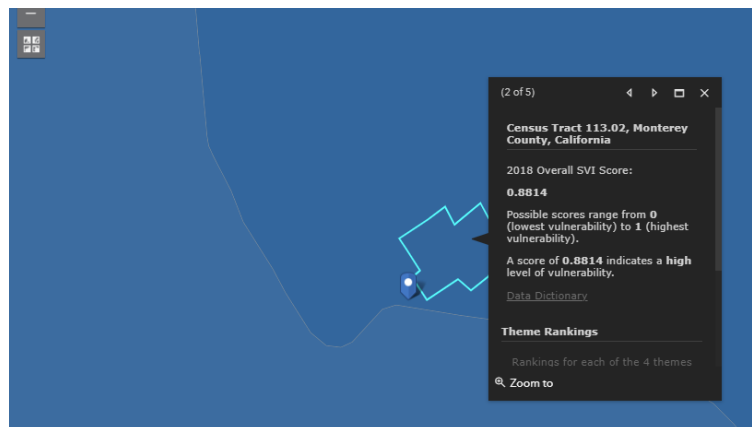 (2 of 5)
Census Tract 113.02, Monterey
County, California
2018 Overall SVI Score:
0.8814
Possible scores range from 0
(lowest vulnerability) to 1 (highest
vulnerability).
A score of 0.8814 indicates a high
level of vulnerability.
Data Dictionary
Theme Rankings
Rankings for each of the 4 themes
Zoom to